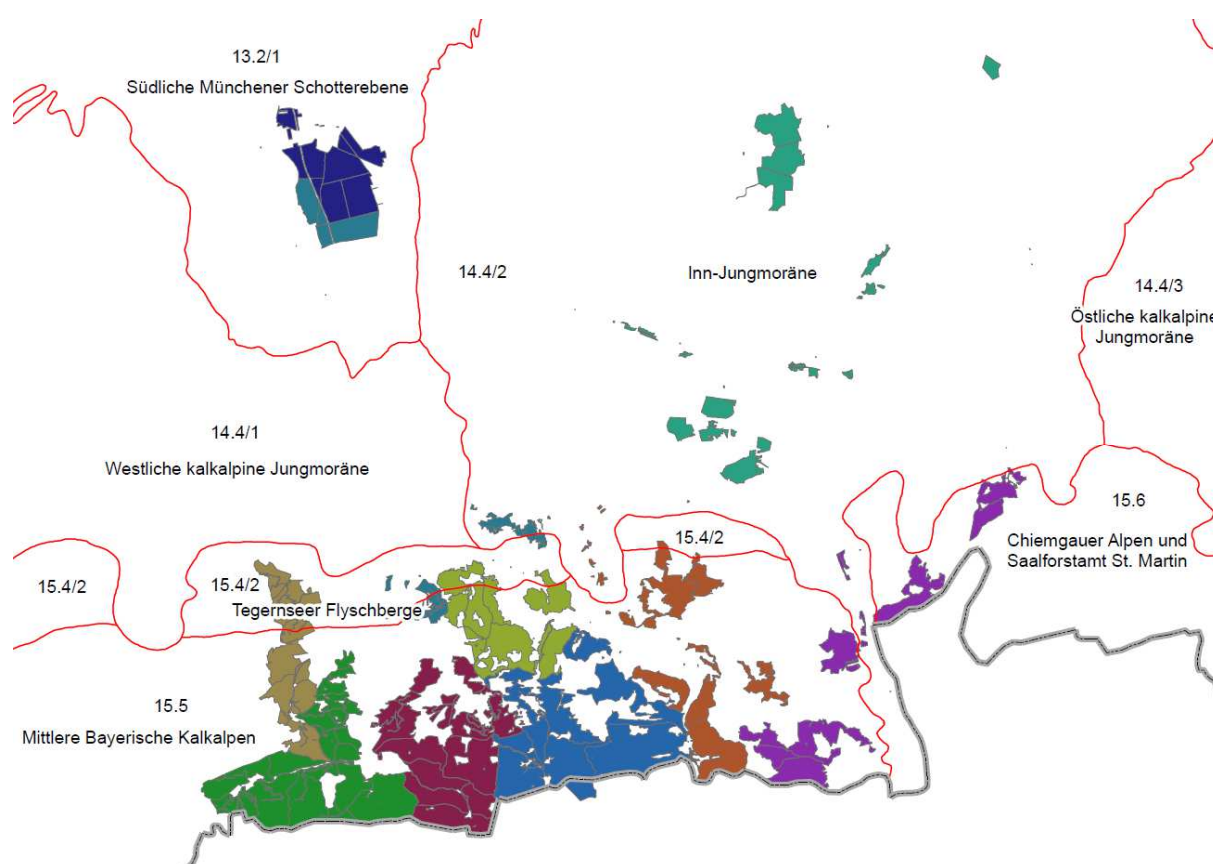 13.2/1
Südliche Münchener Schotterebene
14.4/2
Inn-Jungmoräne
14.4/3
Östliche kalkalpine
Jungmoräne
14.4/1
Westliche kalkalpine Jungmoräne
15.6
Chiemgauer Alpen und
Saalforstamt St. Martin
15.4/2
15.4/2
15.4/2
Tegernseer Flyschberge
15.5
Mittlere Bayerische Kalkalpen